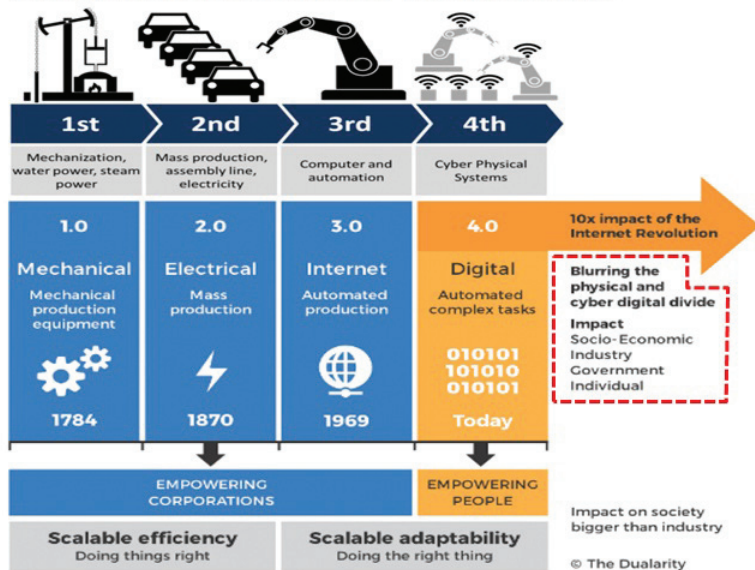 1st
2nd
3rd
4th
Mechanization,
water power, steam
power
Mass production,
assembly line,
electricity
Computer and
automation
Cyber Physical
Systems
1.0
Mechanical
Mechanical
production
equipment
1784
2.0
Electrical
Mass
production
1870
3.0
Internet
Automated
production
1969
4.0
Digital
Automated
complex tasks
010101
101010
010101
Today
10x impact of the
Internet Revolution
Blurring the
physical and
cyber digital divide
Impact
Socio-Economic
Industry
Government
Individual
EMPOWERING
CORPORATIONS
EMPOWERING
PEOPLE
Scalable efficiency
Doing things right
Scalable adaptability
Doing the right thing
Impact on society
bigger than industry
© The Dualarity